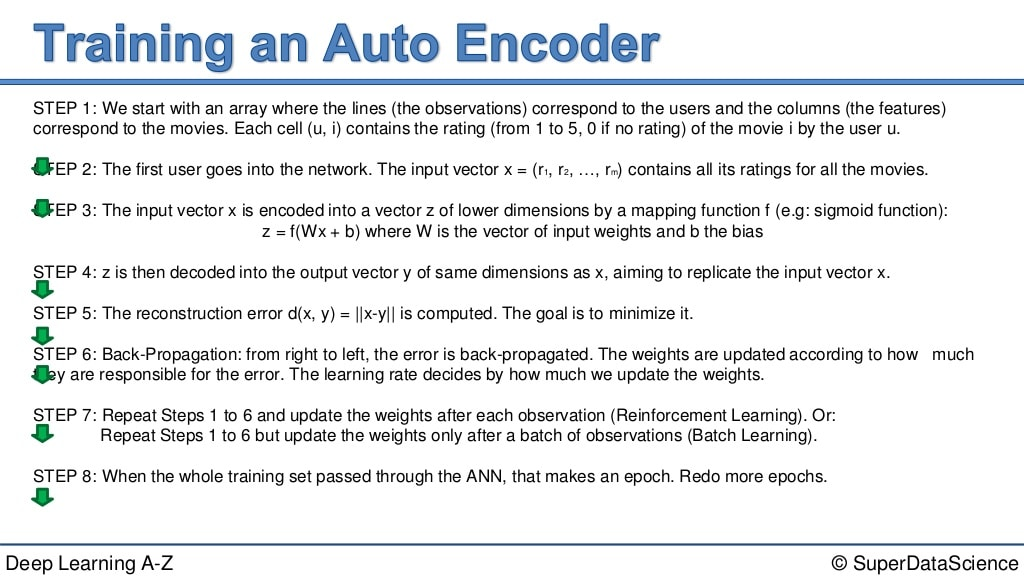 Training an Auto Encoder
STEP 1: We start with an array where the lines (the observations) correspond to the users and the columns (the features)
correspond to the movies. Each cell (u, i) contains the rating (from 1 to 5, 0 if no rating) of the movie i by the user u.
STEP 2: The first user goes into the network. The input vector x = (r₁, r₂, …, rₘ) contains all its ratings for all the movies.
STEP 3: The input vector x is encoded into a vector z of lower dimensions by a mapping function f (e.g: sigmoid function):
z = f(Wx + b) where W is the vector of input weights and b the bias
STEP 4: z is then decoded into the output vector y of same dimensions as x, aiming to replicate the input vector x.
STEP 5: The reconstruction error d(x, y) = ||x-y|| is computed. The goal is to minimize it.
STEP 6: Back-Propagation: from right to left, the error is back-propagated. The weights are updated according to how much
they are responsible for the error. The learning rate decides by how much we update the weights.
STEP 7: Repeat Steps 1 to 6 and update the weights after each observation (Reinforcement Learning). Or:
Repeat Steps 1 to 6 but update the weights only after a batch of observations (Batch Learning).
STEP 8: When the whole training set passed through the ANN, that makes an epoch. Redo more epochs.
Deep Learning A-Z
© SuperDataScience